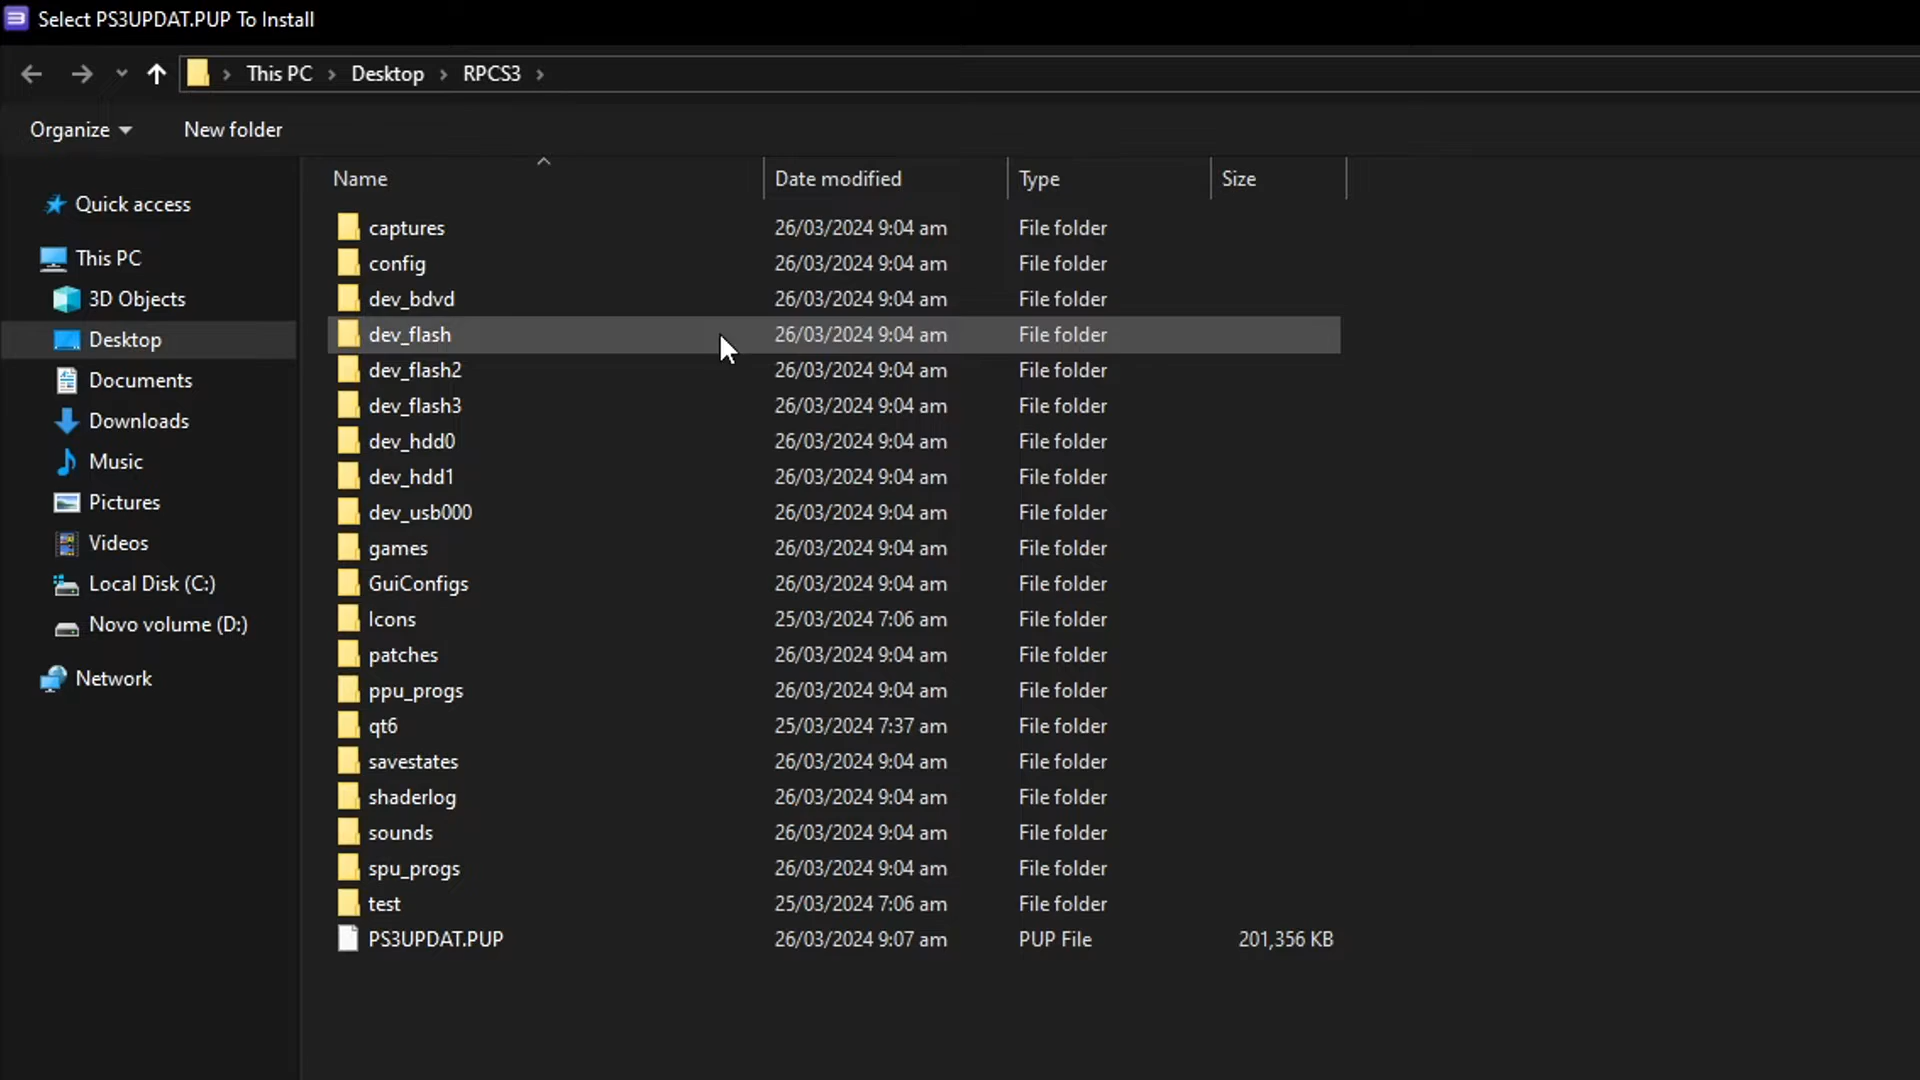 Select PS3UPDAT.PUP To Install
This PC > Desktop > RPCS3 >
Organize New folder
Name Date modified Type Size
Quick access
This PC
3D Objects
Desktop
Documents
Downloads
Music
Pictures
Videos
Local Disk (C:)
Novo volume (D:)
Network
captures 26/03/2024 9:04 am File folder
config 26/03/2024 9:04 am File folder
dev_bdvd 26/03/2024 9:04 am File folder
dev_flash 26/03/2024 9:04 am File folder
dev_flash2 26/03/2024 9:04 am File folder
dev_flash3 26/03/2024 9:04 am File folder
dev_hdd0 26/03/2024 9:04 am File folder
dev_hdd1 26/03/2024 9:04 am File folder
dev_usb000 26/03/2024 9:04 am File folder
games 26/03/2024 9:04 am File folder
GuiConfigs 26/03/2024 9:04 am File folder
Icons 25/03/2024 7:06 am File folder
patches 26/03/2024 9:04 am File folder
ppu_progs 26/03/2024 9:04 am File folder
qt6 25/03/2024 7:37 am File folder
savestates 26/03/2024 9:04 am File folder
shaderlog 26/03/2024 9:04 am File folder
sounds 26/03/2024 9:04 am File folder
spu_progs 26/03/2024 9:04 am File folder
test 25/03/2024 7:06 am File folder
PS3UPDAT.PUP 26/03/2024 9:07 am PUP File 201,356 KB